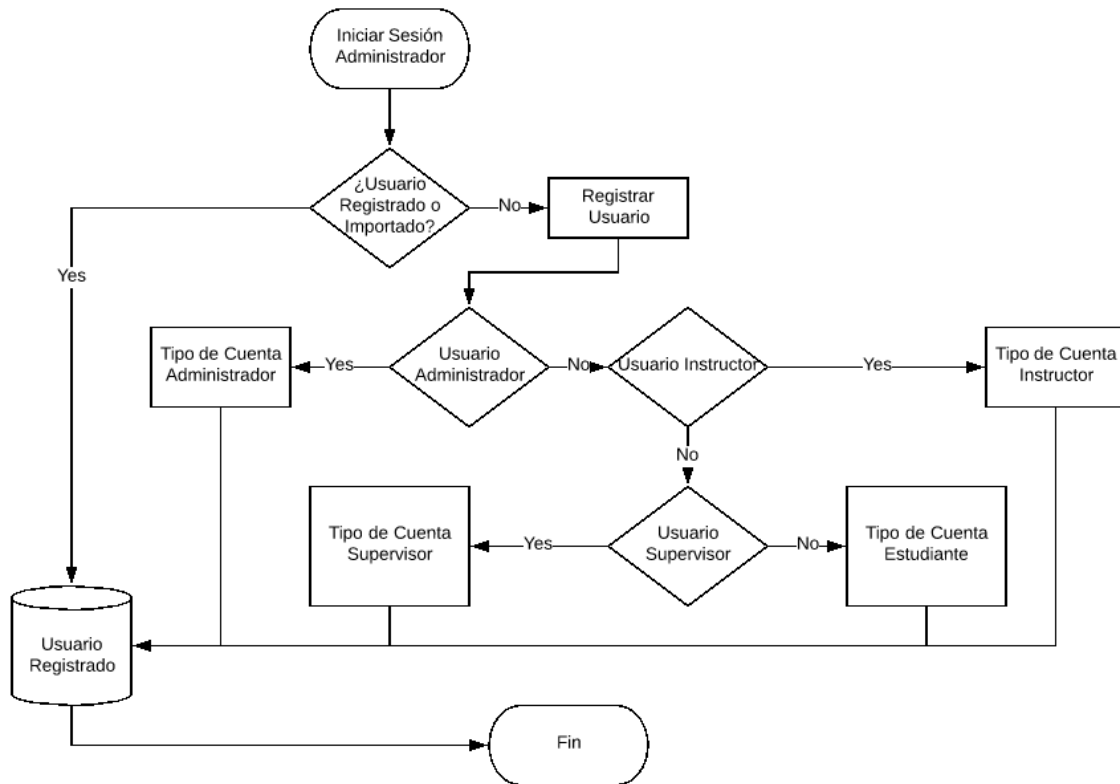 Iniciar Sesión
Administrador
¿Usuario
Registrado o
Importado?
No
Registrar
Usuario
Yes
Tipo de Cuenta
Administrador
Yes
Usuario
Administrador
No
Usuario Instructor
Yes
Tipo de Cuenta
Instructor
No
Tipo de Cuenta
Supervisor
Yes
Usuario
Supervisor
No
Tipo de Cuenta
Estudiante
Usuario
Registrado
Fin